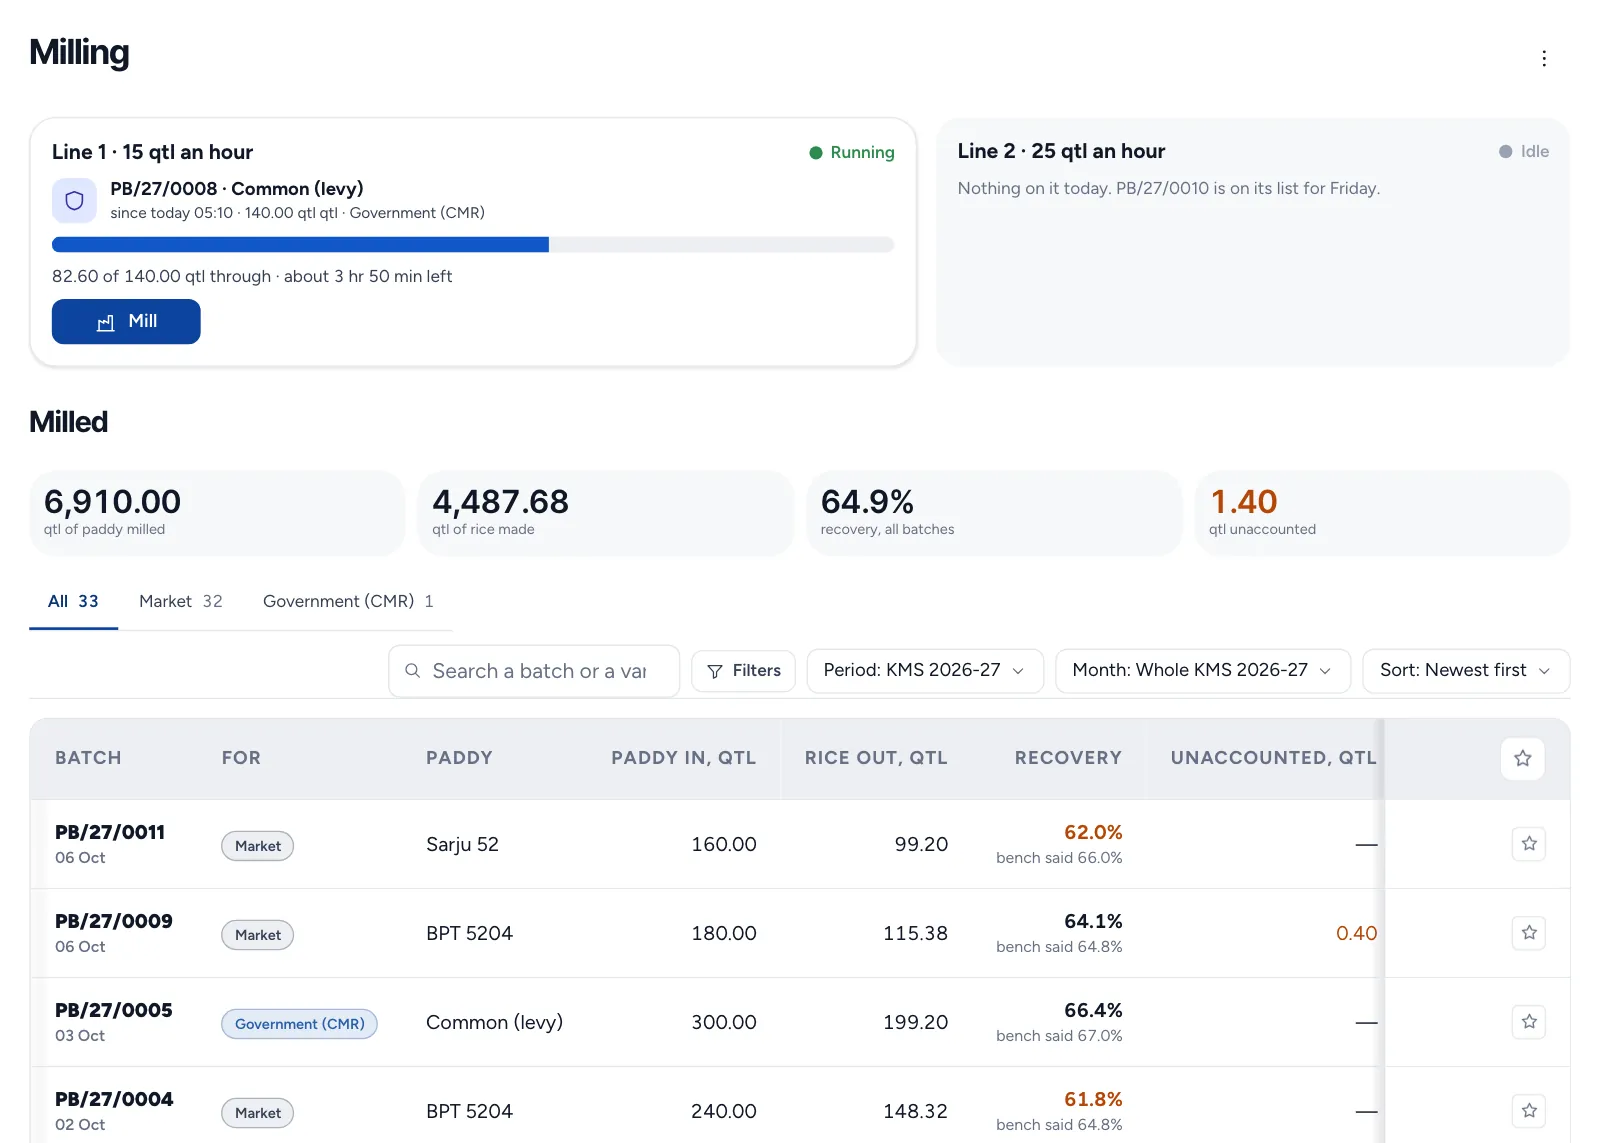 Milling
Line 1 · 15 qtl an hour
Running
PB/27/0008 · Common (levy)
since today 05:10 · 140.00 qtl qtl · Government (CMR)
82.60 of 140.00 qtl through · about 3 hr 50 min left
Mill
Line 2 · 25 qtl an hour
Idle
Nothing on it today. PB/27/0010 is on its list for Friday.
Milled
6,910.00
qtl of paddy milled
4,487.68
qtl of rice made
64.9%
recovery, all batches
1.40
qtl unaccounted
All 33
Market 32
Government (CMR) 1
Search a batch or a var
Filters
Period: KMS 2026-27
Month: Whole KMS 2026-27
Sort: Newest first
BATCH FOR PADDY PADDY IN, QTL RICE OUT, QTL RECOVERY UNACCOUNTED, QTL
PB/27/0011
06 Oct
Market
Sarju 52
160.00
99.20
62.0%
bench said 66.0%
—
PB/27/0009
06 Oct
Market
BPT 5204
180.00
115.38
64.1%
bench said 64.8%
0.40
PB/27/0005
03 Oct
Government (CMR)
Common (levy)
300.00
199.20
66.4%
bench said 67.0%
—
PB/27/0004
02 Oct
Market
BPT 5204
240.00
148.32
61.8%
bench said 64.8%
—